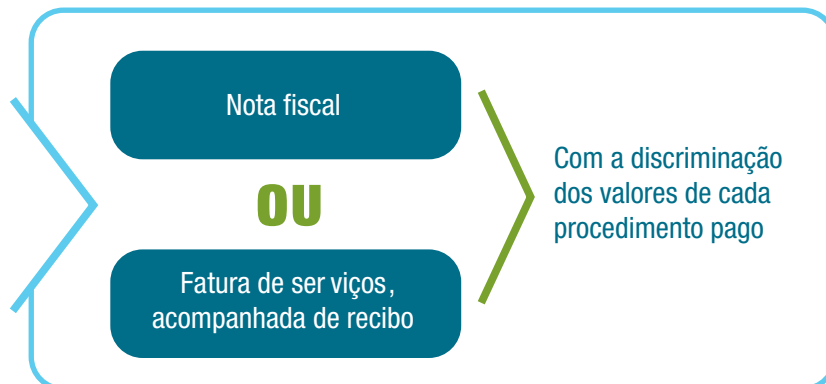 Nota fiscal
OU
Fatura de ser viços,
acompanhada de recibo
Com a discriminação
dos valores de cada
procedimento pago